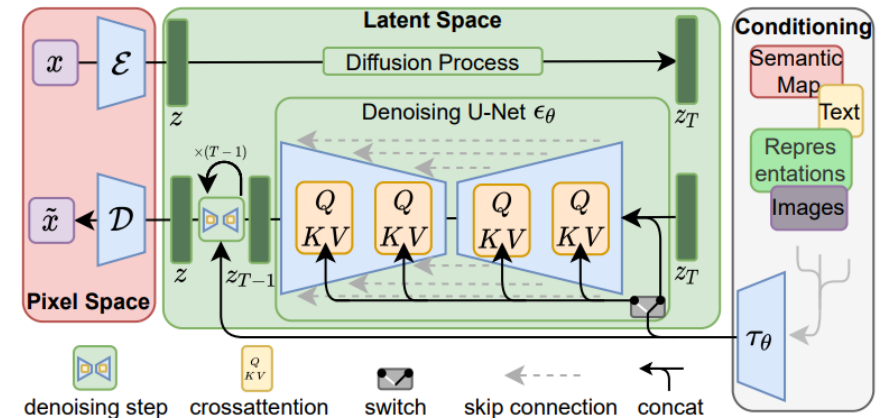 Latent Space
Conditioning
x
ℰ
Diffusion Process
Semantic
Map
Text
z
Denoising U-Net ϵ_θ
z_T
×(T−1)
Repres
entations
Images
Q
KV
Q
KV
Q
KV
Q
KV
x̃
𝒟
z
z_{T−1}
z_T
Pixel Space
τ_θ
Q
KV
denoising step
crossattention
switch
skip connection
concat